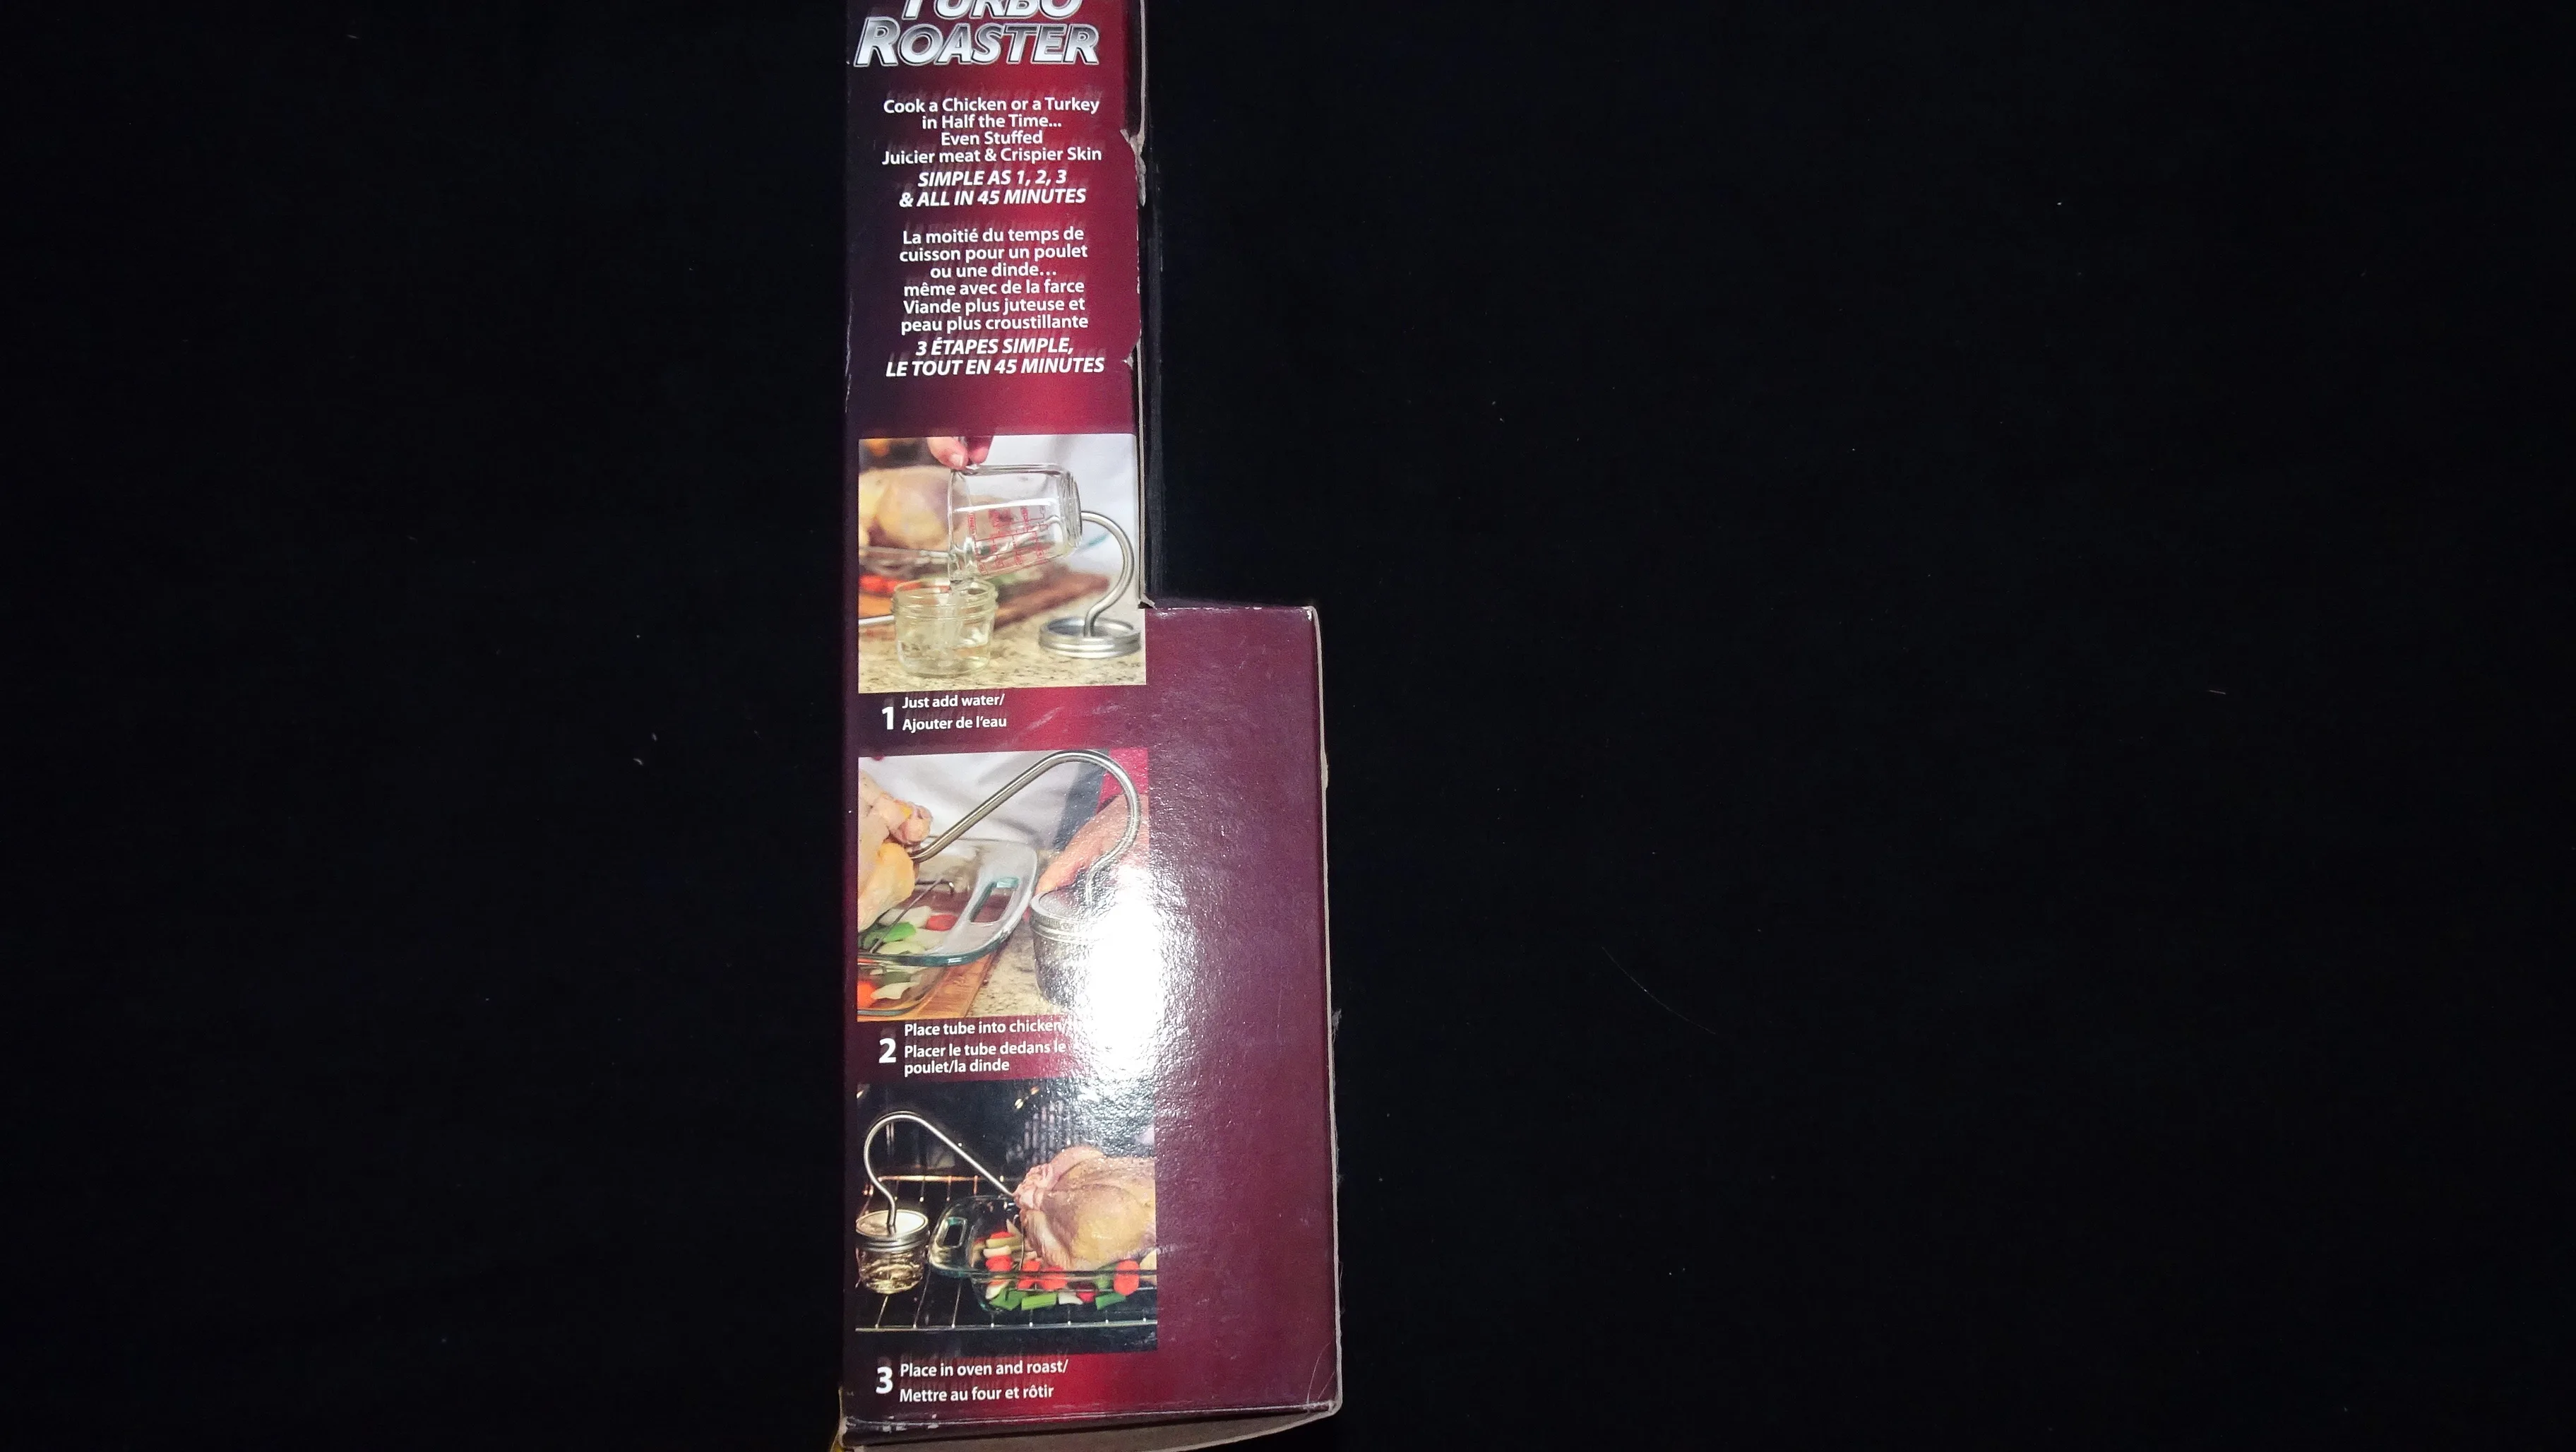 TURBO
ROASTER
Cook a Chicken or a Turkey
in Half the Time...
Even Stuffed
Juicier meat & Crispier Skin
SIMPLE AS 1, 2, 3
& ALL IN 45 MINUTES
La moitié du temps de
cuisson pour un poulet
ou une dinde...
même avec de la farce
Viande plus juteuse et
peau plus croustillante
3 ÉTAPES SIMPLE,
LE TOUT EN 45 MINUTES
1 Just add water/
Ajouter de l'eau
2 Place tube into chicken/
Placer le tube dedans le
poulet/la dinde
3 Place in oven and roast/
Mettre au four et rôtir